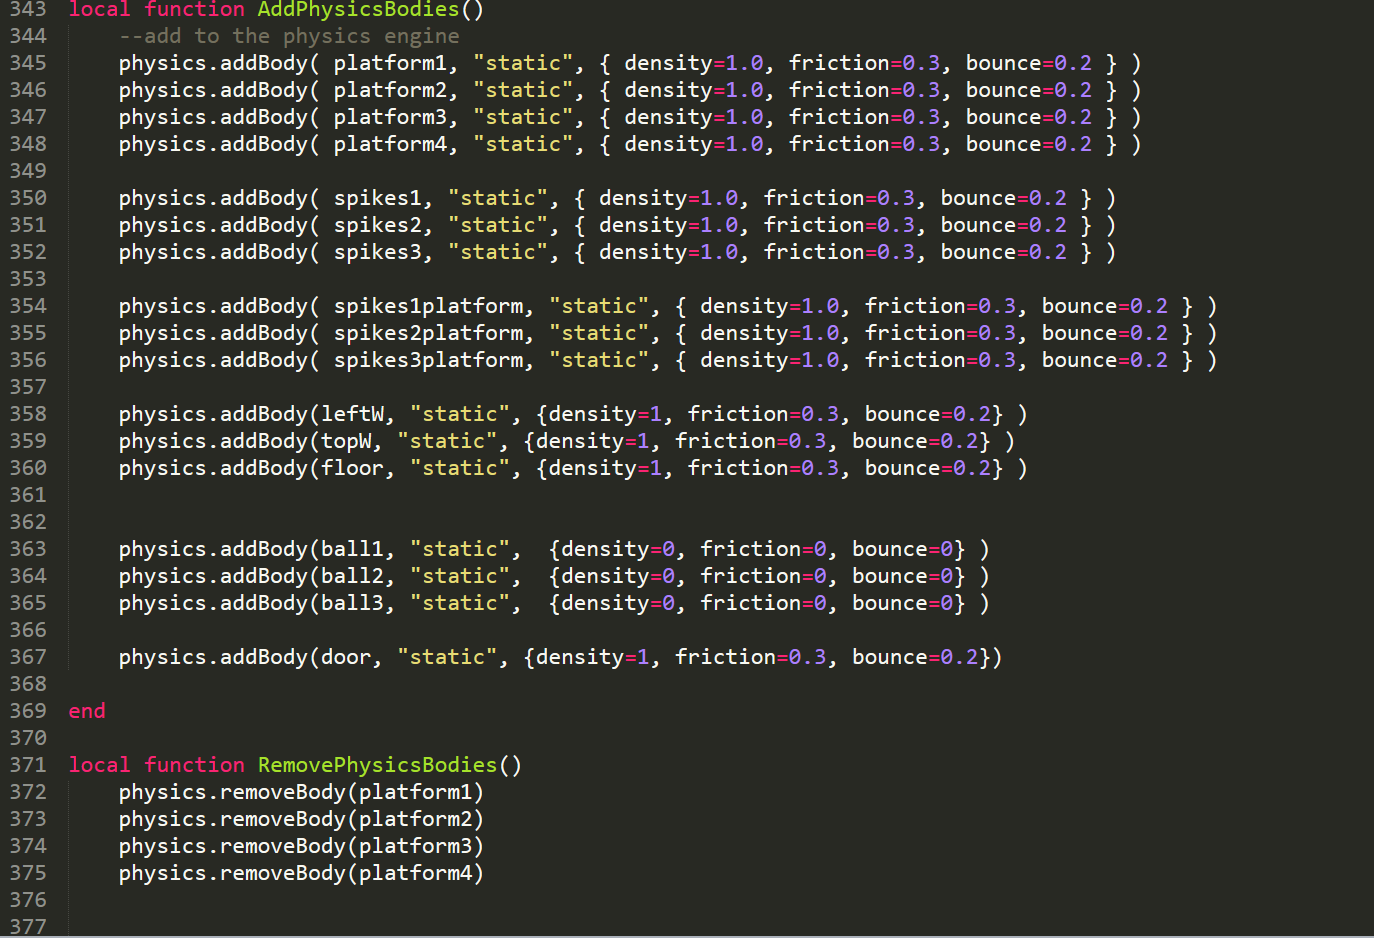 343 local function AddPhysicsBodies()
344     --add to the physics engine
345     physics.addBody( platform1, "static", { density=1.0, friction=0.3, bounce=0.2 } )
346     physics.addBody( platform2, "static", { density=1.0, friction=0.3, bounce=0.2 } )
347     physics.addBody( platform3, "static", { density=1.0, friction=0.3, bounce=0.2 } )
348     physics.addBody( platform4, "static", { density=1.0, friction=0.3, bounce=0.2 } )
349
350     physics.addBody( spikes1, "static", { density=1.0, friction=0.3, bounce=0.2 } )
351     physics.addBody( spikes2, "static", { density=1.0, friction=0.3, bounce=0.2 } )
352     physics.addBody( spikes3, "static", { density=1.0, friction=0.3, bounce=0.2 } )
353
354     physics.addBody( spikes1platform, "static", { density=1.0, friction=0.3, bounce=0.2 } )
355     physics.addBody( spikes2platform, "static", { density=1.0, friction=0.3, bounce=0.2 } )
356     physics.addBody( spikes3platform, "static", { density=1.0, friction=0.3, bounce=0.2 } )
357
358     physics.addBody(leftW, "static", {density=1, friction=0.3, bounce=0.2} )
359     physics.addBody(topW, "static", {density=1, friction=0.3, bounce=0.2} )
360     physics.addBody(floor, "static", {density=1, friction=0.3, bounce=0.2} )
361
362
363     physics.addBody(ball1, "static",  {density=0, friction=0, bounce=0} )
364     physics.addBody(ball2, "static",  {density=0, friction=0, bounce=0} )
365     physics.addBody(ball3, "static",  {density=0, friction=0, bounce=0} )
366
367     physics.addBody(door, "static", {density=1, friction=0.3, bounce=0.2})
368
369 end
370
371 local function RemovePhysicsBodies()
372     physics.removeBody(platform1)
373     physics.removeBody(platform2)
374     physics.removeBody(platform3)
375     physics.removeBody(platform4)
376
377